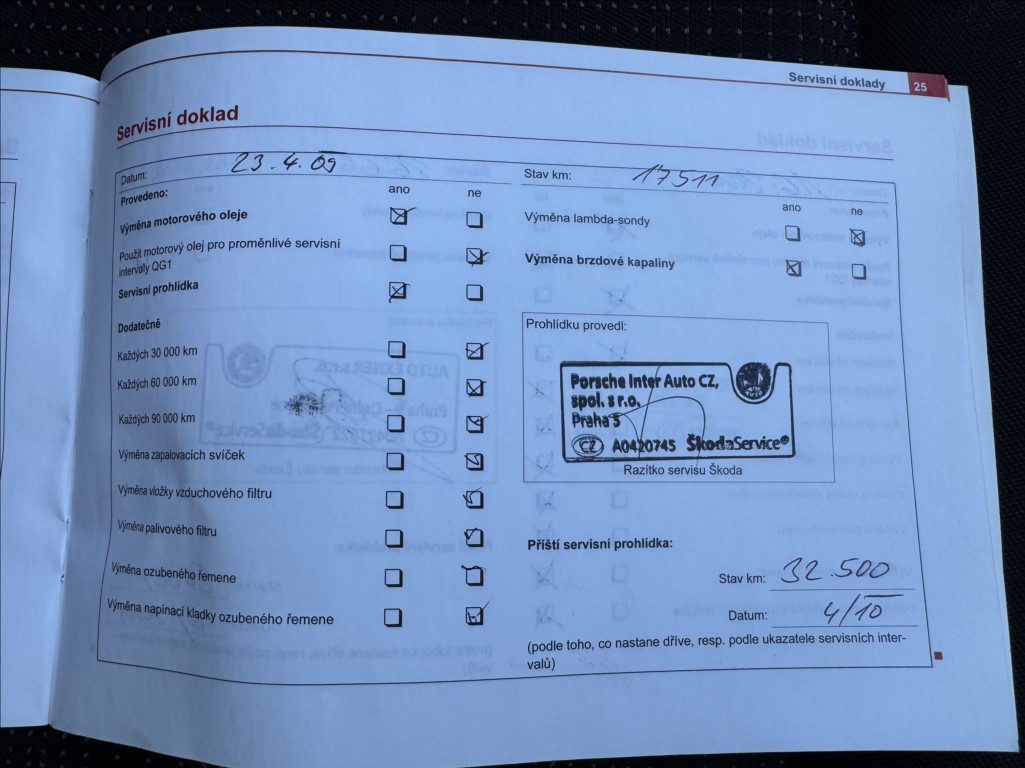 Servisní doklady 25
Servisní doklad
Datum: 23.4.09
Provedeno: ano ne
Výměna motorového oleje
Použit motorový olej pro proměnlivé servisní
intervaly QG1
Servisní prohlídka
Dodatečně
Každých 30 000 km
Každých 60 000 km
Každých 90 000 km
Výměna zapalovacích svíček
Výměna vložky vzduchového filtru
Výměna palivového filtru
Výměna ozubeného řemene
Výměna napínací kladky ozubeného řemene
Stav km: 17511
ano ne
Výměna lambda-sondy
Výměna brzdové kapaliny
Prohlídku provedl:
Porsche Inter Auto CZ,
spol. s r.o.
Praha 5
CZ A0420745 ŠkodaService®
Razítko servisu Škoda
Příští servisní prohlídka:
Stav km: 32.500
Datum: 4/10
(podle toho, co nastane dříve, resp. podle ukazatele servisních inter-
valů)